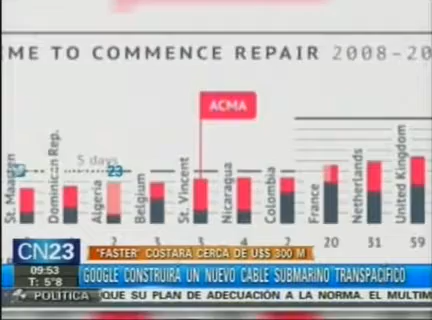 ME TO COMMENCE REPAIR 2008-20
ACMA
5 days
23
St. Maarten
Dominican Rep.
Algeria
Belgium
St. Vincent
Nicaragua
Colombia
France
Netherlands
United Kingdom
3
3
4
2
20
31
59
CN23
"FASTER" COSTARÁ CERCA DE U$S 300 M
09:53
GOOGLE CONSTRUIRÁ UN NUEVO CABLE SUBMARINO TRANSPACÍFICO
T: 5°8
POLÍTICA
QUE SU PLAN DE ADECUACIÓN A LA NORMA. EL MULTIM